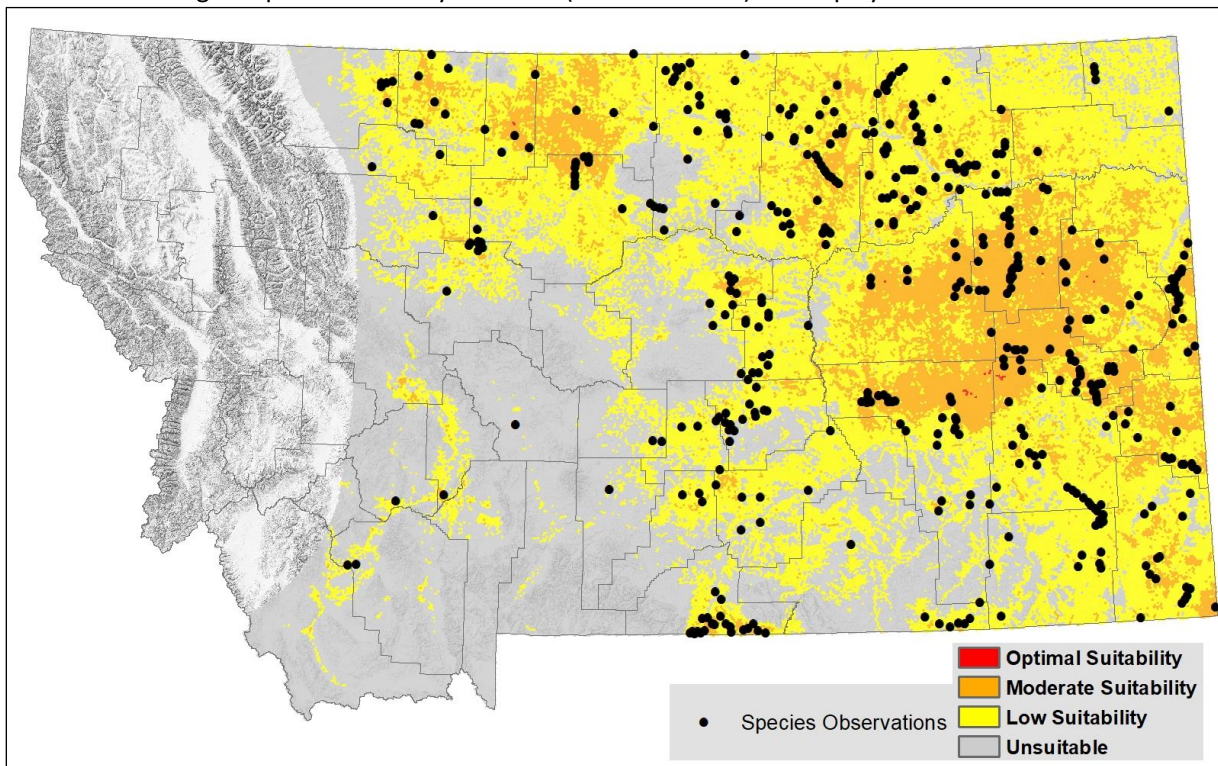 Optimal Suitability
Moderate Suitability
Low Suitability
Unsuitable
Species Observations